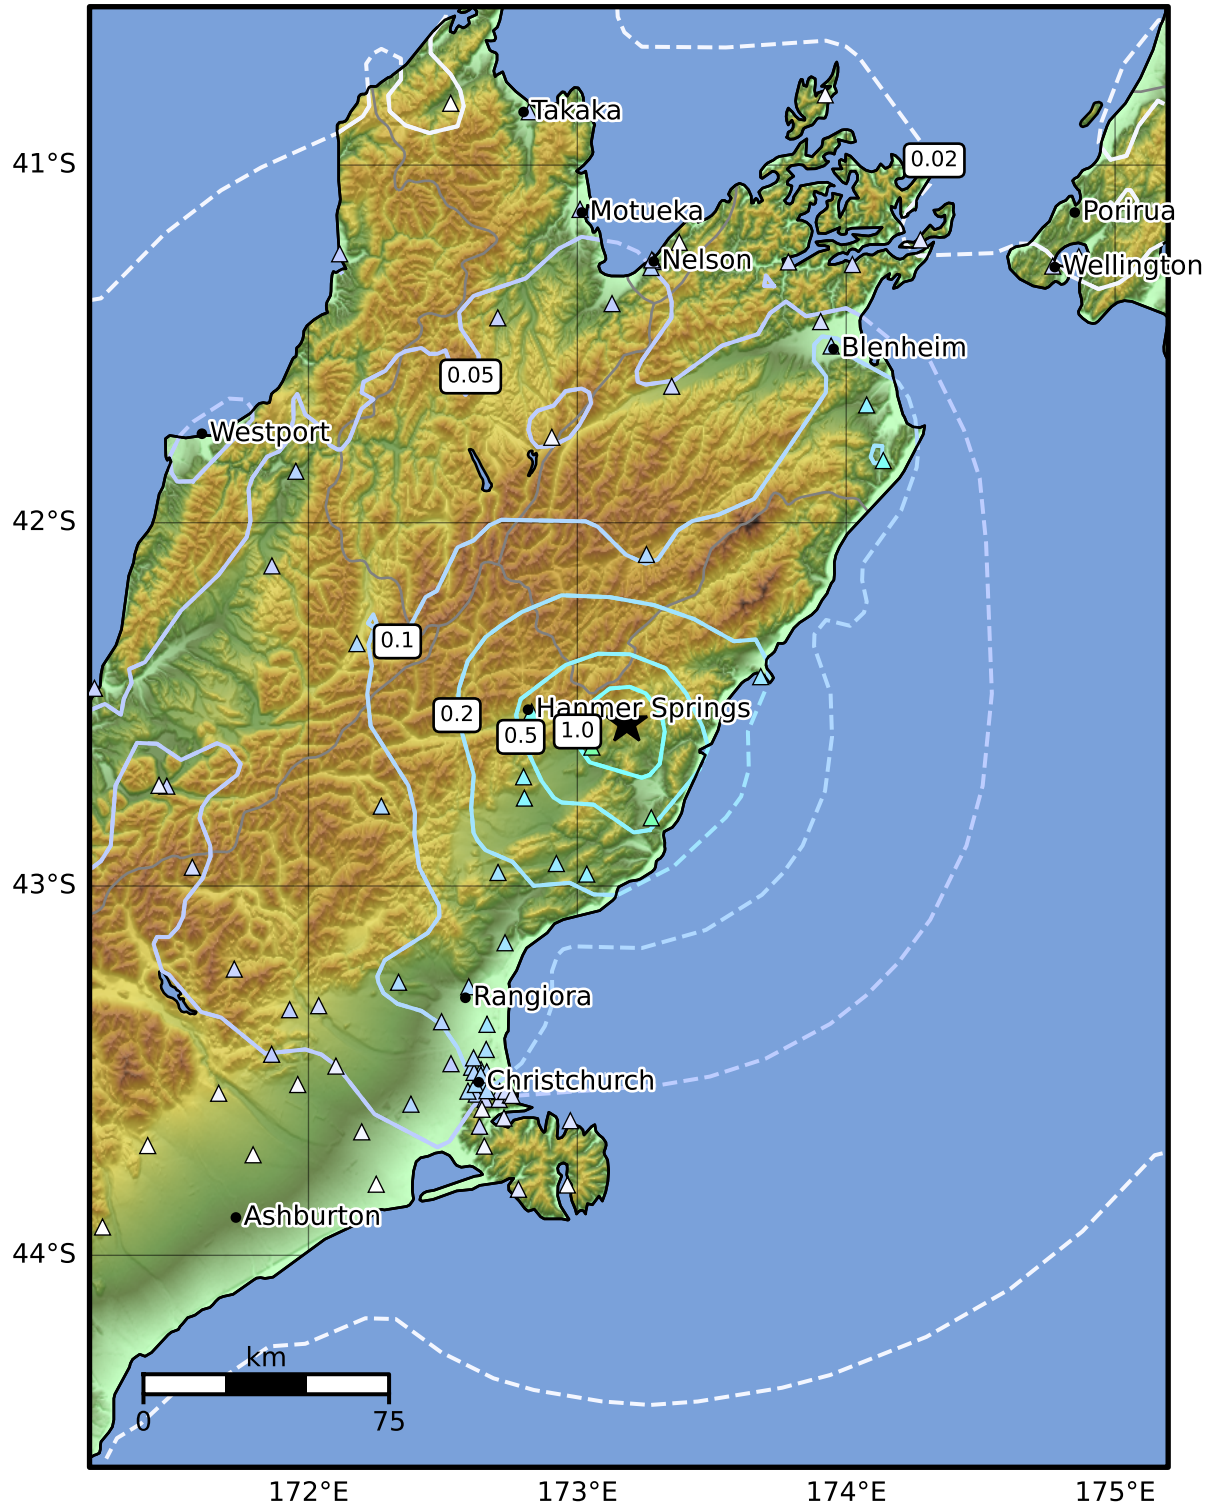 Takaka
41°S
0.02
Motueka
Porirua
Nelson
Wellington
Blenheim
0.05
Westport
42°S
0.1
Hanmer Springs
0.2
0.5
1.0
43°S
Rangiora
Christchurch
Ashburton
44°S
km
0
75
172°E
173°E
174°E
175°E